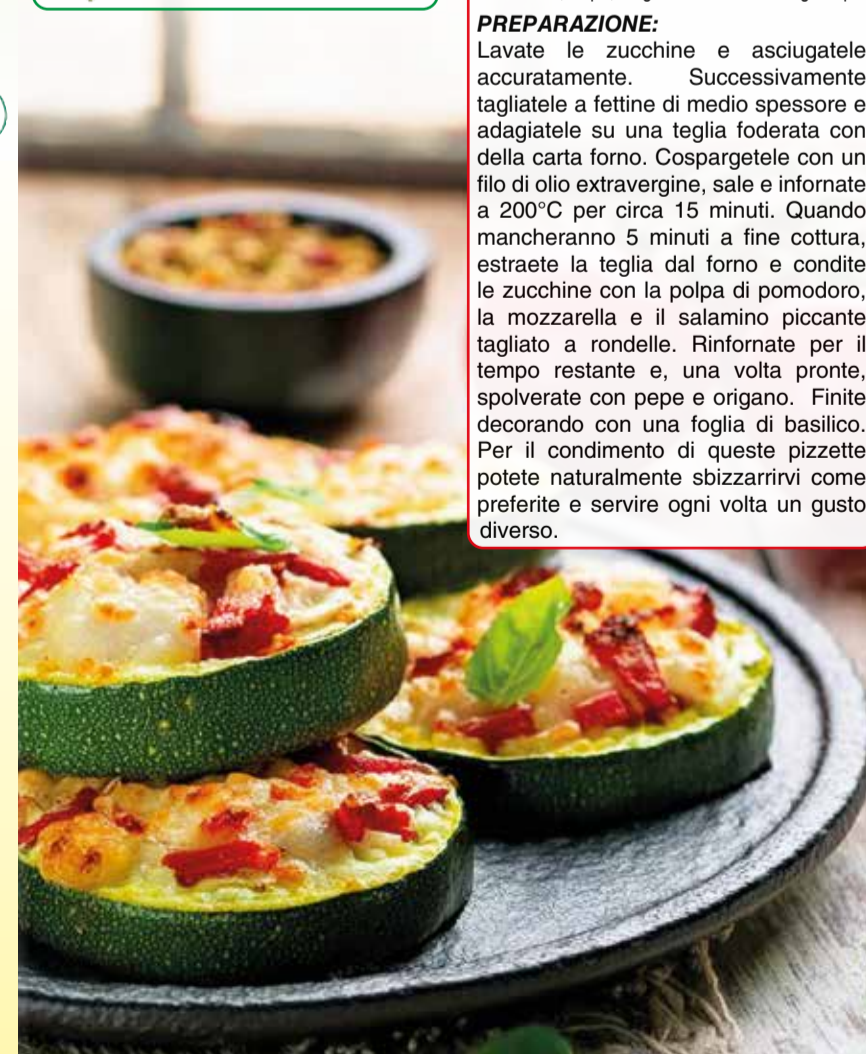 PREPARAZIONE:
Lavate le zucchine e asciugatele
accuratamente. Successivamente
tagliatele a fettine di medio spessore e
adagiatele su una teglia foderata con
della carta forno. Cospargetele con un
filo di olio extravergine, sale e infornate
a 200°C per circa 15 minuti. Quando
mancheranno 5 minuti a fine cottura,
estraete la teglia dal forno e condite
le zucchine con la polpa di pomodoro,
la mozzarella e il salamino piccante
tagliato a rondelle. Rinfornate per il
tempo restante e, una volta pronte,
spolverate con pepe e origano. Finite
decorando con una foglia di basilico.
Per il condimento di queste pizzette
potete naturalmente sbizzarrirvi come
preferite e servire ogni volta un gusto
diverso.